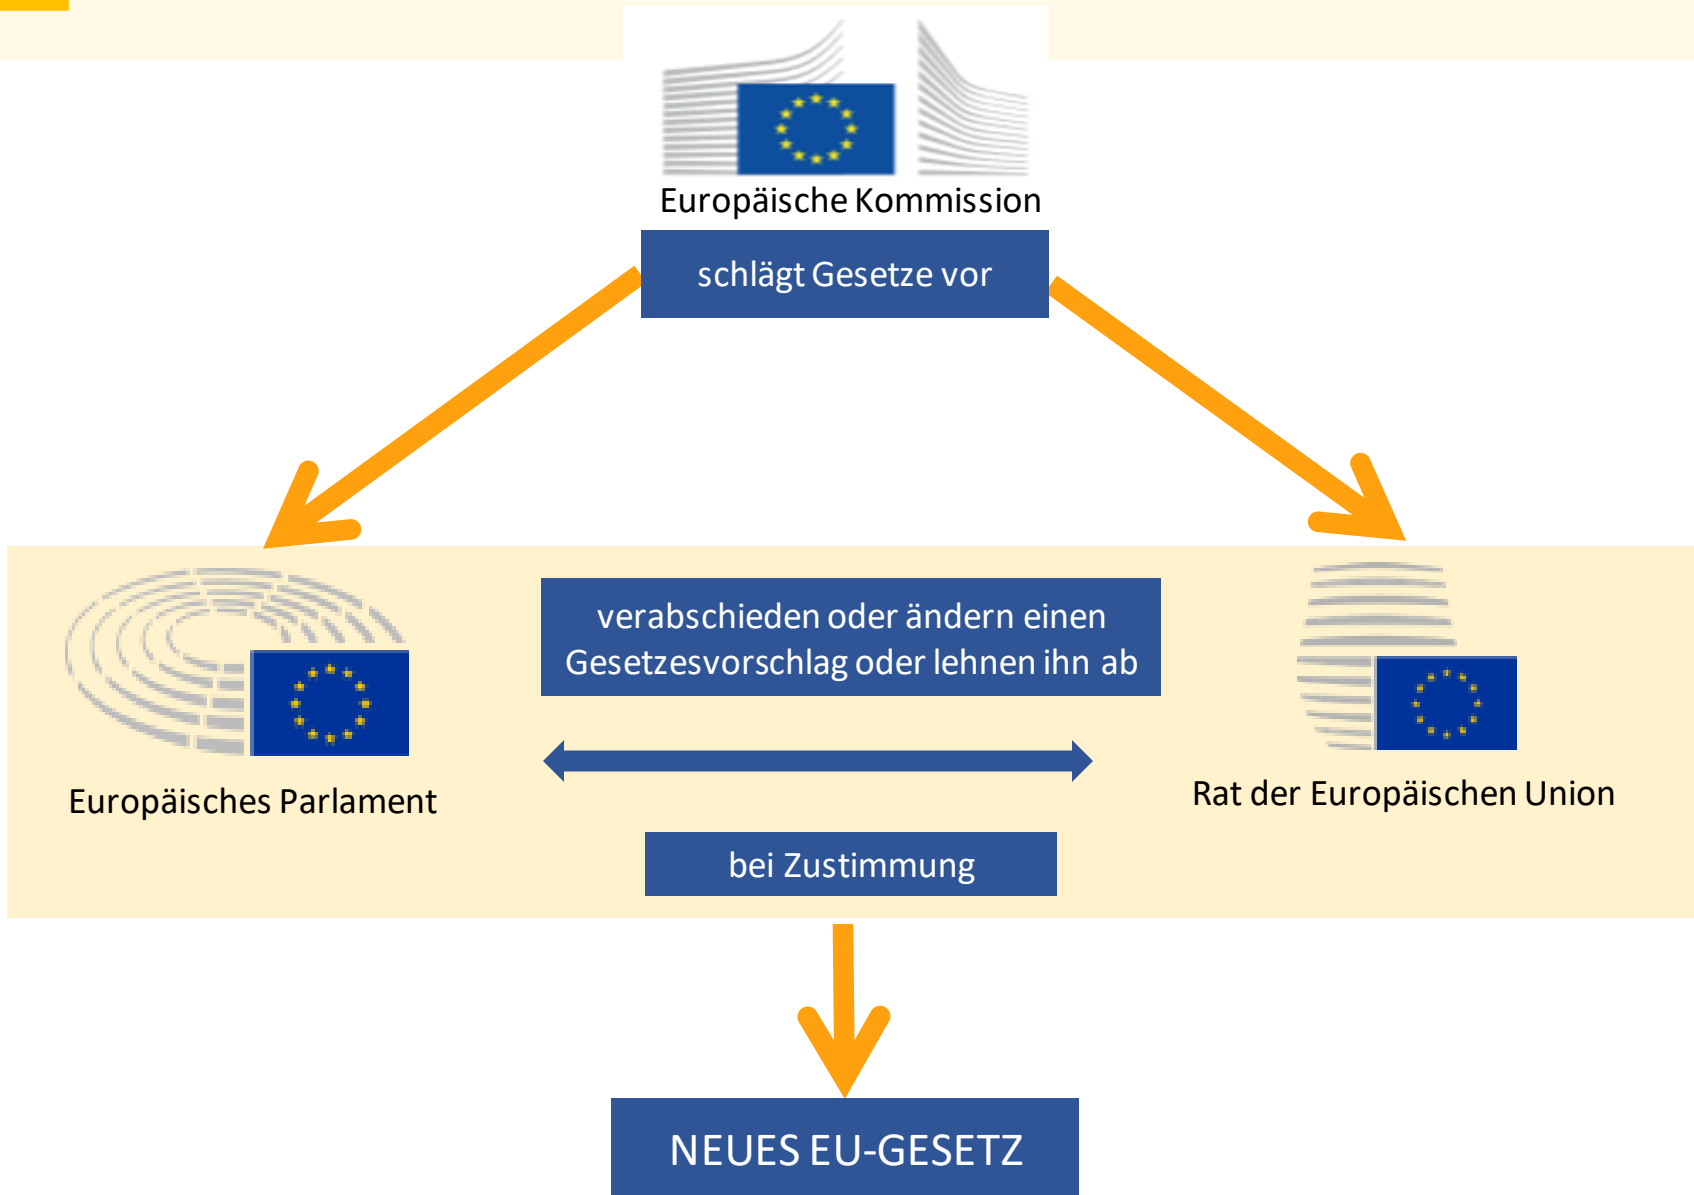 Europäische Kommission
schlägt Gesetze vor
verabschieden oder ändern einen
Gesetzesvorschlag oder lehnen ihn ab
Europäisches Parlament
Rat der Europäischen Union
bei Zustimmung
NEUES EU-GESETZ